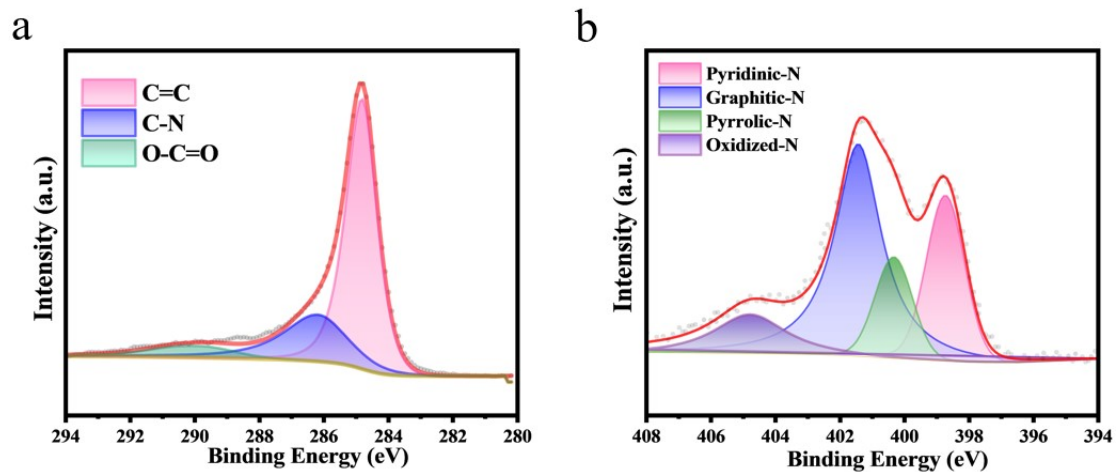 a
C=C
C-N
O-C=O
Intensity (a.u.)
294 292 290 288 286 284 282 280
Binding Energy (eV)
b
Pyridinic-N
Graphitic-N
Pyrrolic-N
Oxidized-N
Intensity (a.u.)
408 406 404 402 400 398 396 394
Binding Energy (eV)